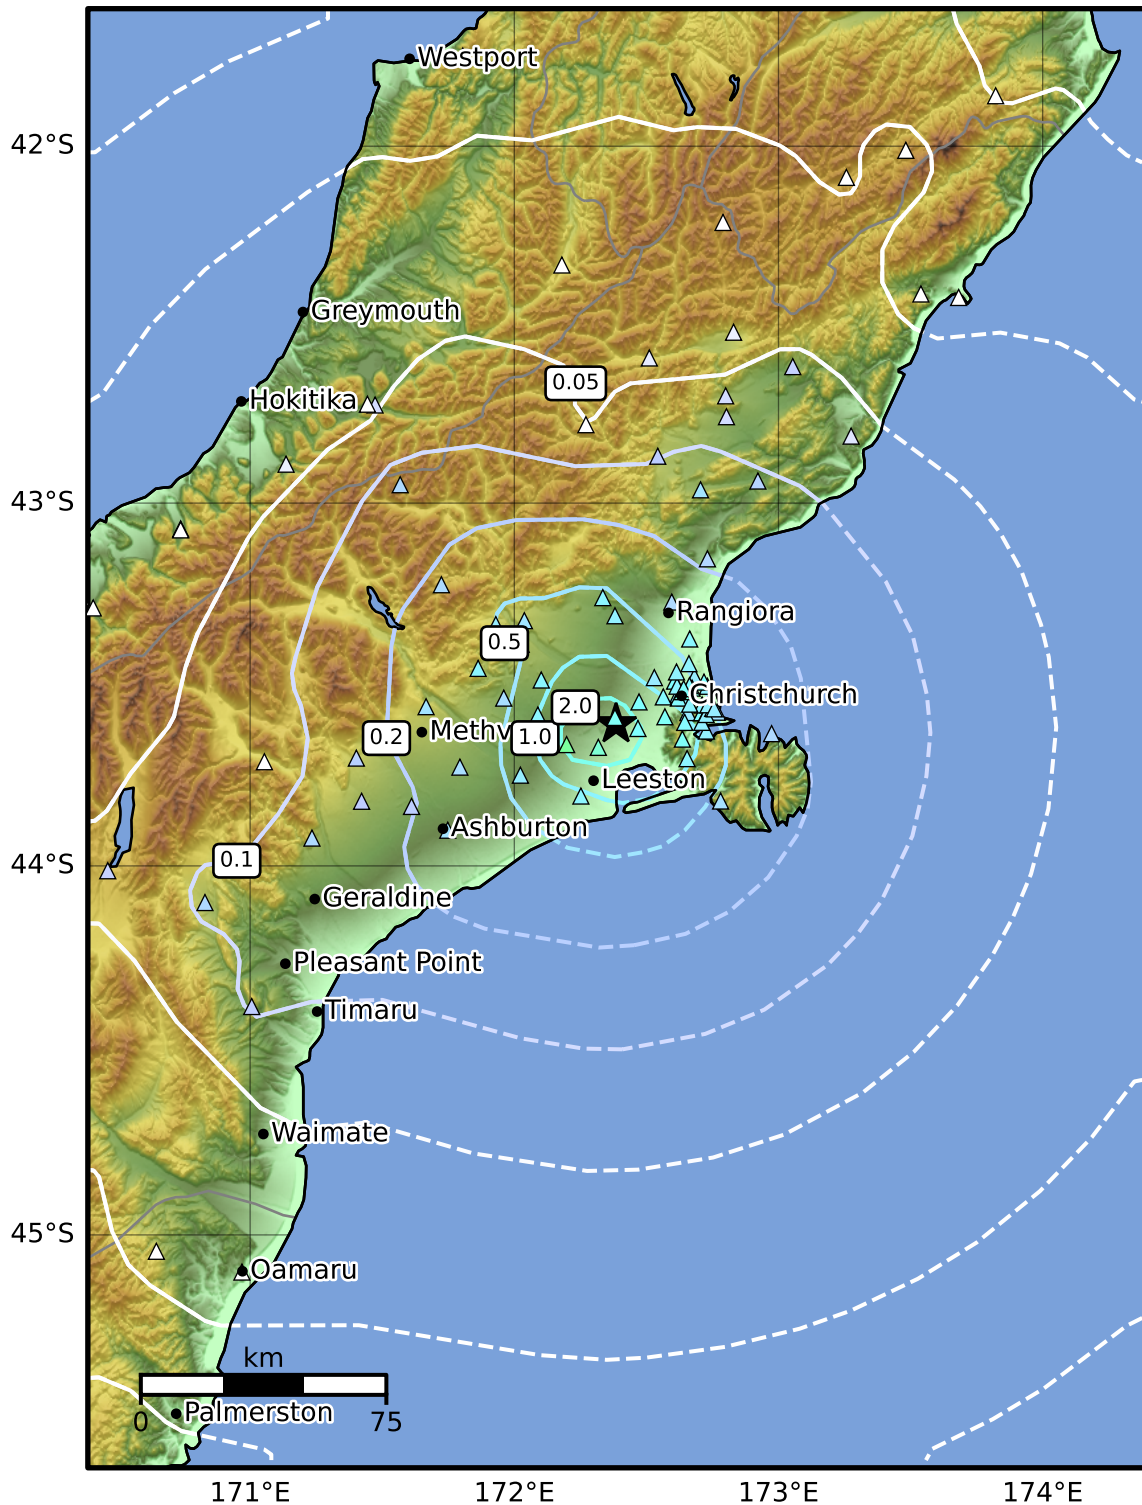 Westport
42°S
Greymouth
0.05
Hokitika
43°S
Rangiora
0.5
Christchurch
2.0
0.2
Methv
1.0
Leeston
Ashburton
0.1
44°S
Geraldine
Pleasant Point
Timaru
Waimate
45°S
Oamaru
km
0 75
Palmerston
171°E 172°E 173°E 174°E